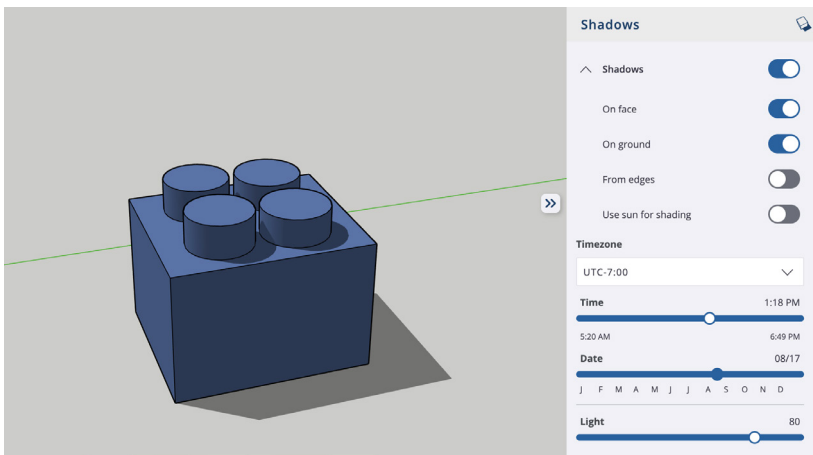 Shadows
Shadows
On face
On ground
From edges
Use sun for shading
Timezone
UTC-7:00
Time 1:18 PM
5:20 AM 6:49 PM
Date 08/17
J F M A M J J A S O N D
Light 80